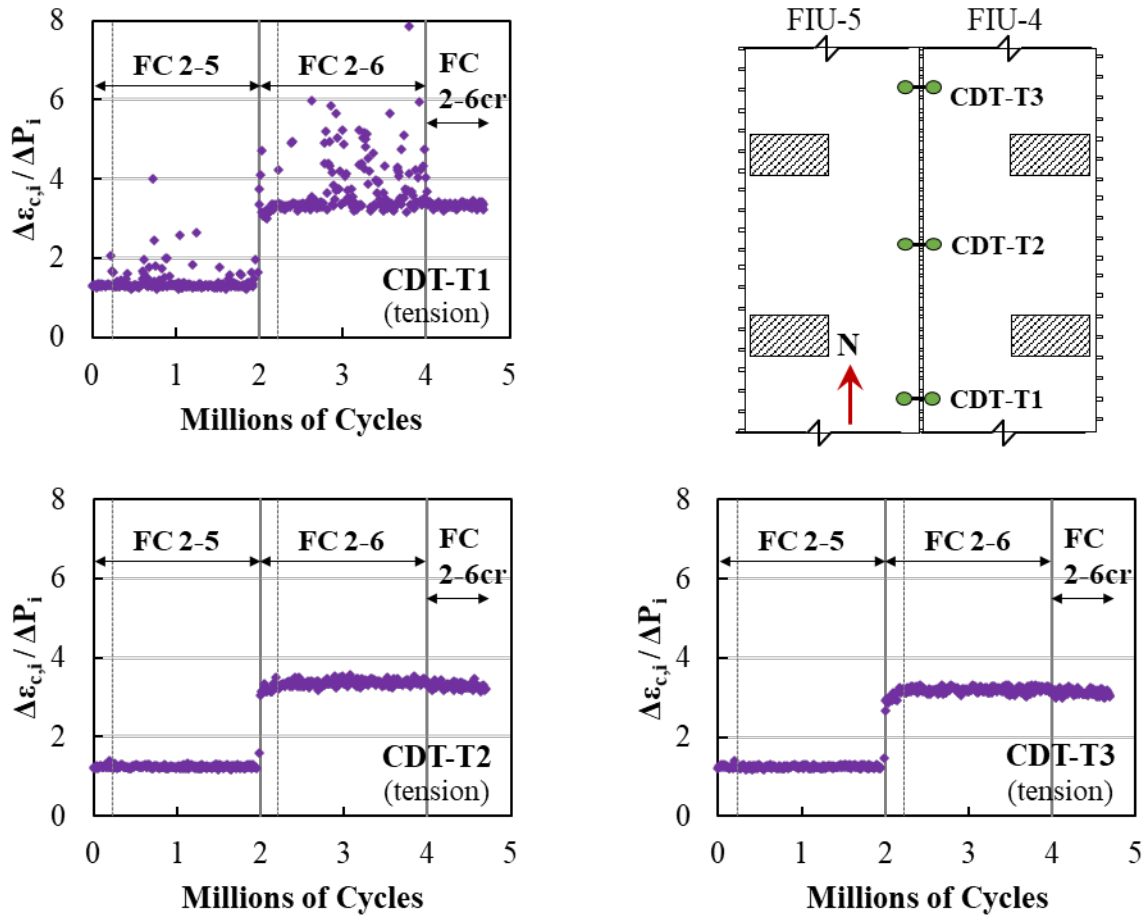 8
6
4
2
0
Δεc,i / ΔPi
FC 2-5
FC 2-6
FC
2-6cr
CDT-T1
(tension)
0 1 2 3 4 5
Millions of Cycles
FIU-5 FIU-4
CDT-T3
CDT-T2
N
CDT-T1
8
6
4
2
0
Δεc,i / ΔPi
FC 2-5
FC 2-6
FC
2-6cr
CDT-T2
(tension)
0 1 2 3 4 5
Millions of Cycles
8
6
4
2
0
Δεc,i / ΔPi
FC 2-5
FC 2-6
FC
2-6cr
CDT-T3
(tension)
0 1 2 3 4 5
Millions of Cycles